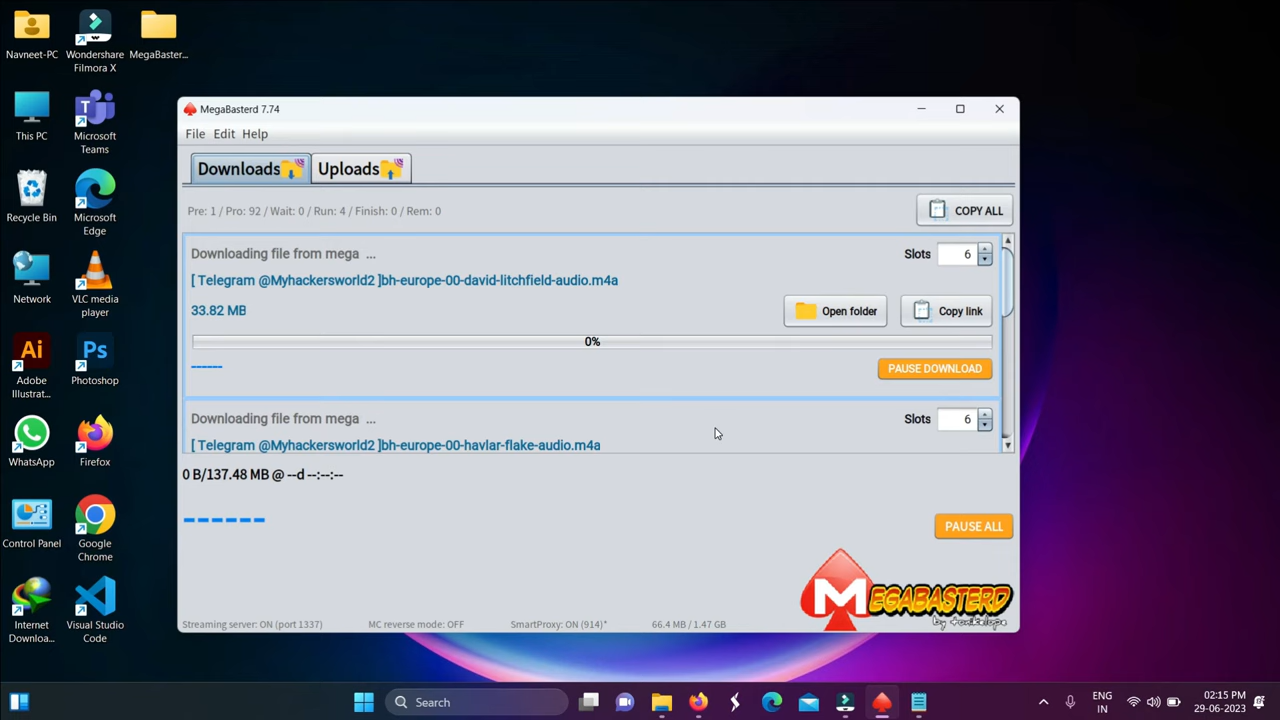 Navneet-PC
Wondershare
Filmora X
MegaBaster...
This PC
Microsoft
Teams
Recycle Bin
Microsoft
Edge
Network
VLC media
player
Ai
Adobe
Illustrat...
Ps
Photoshop
WhatsApp
Firefox
Control Panel
Google
Chrome
Internet
Downloa...
Visual Studio
Code
MegaBasterd 7.74
File Edit Help
Downloads Uploads
Pre: 1 / Pro: 92 / Wait: 0 / Run: 4 / Finish: 0 / Rem: 0
COPY ALL
Downloading file from mega ...
Slots 6
[ Telegram @Myhackersworld2 ]bh-europe-00-david-litchfield-audio.m4a
33.82 MB
Open folder
Copy link
0%
------
PAUSE DOWNLOAD
Downloading file from mega ...
Slots 6
[ Telegram @Myhackersworld2 ]bh-europe-00-havlar-flake-audio.m4a
0 B/137.48 MB @ --d --:--:--
------
PAUSE ALL
MEGABASTERD
by tonikelope
Streaming server: ON (port 1337)
MC reverse mode: OFF
SmartProxy: ON (914)*
66.4 MB / 1.47 GB
Search
ENG
IN
02:15 PM
29-06-2023